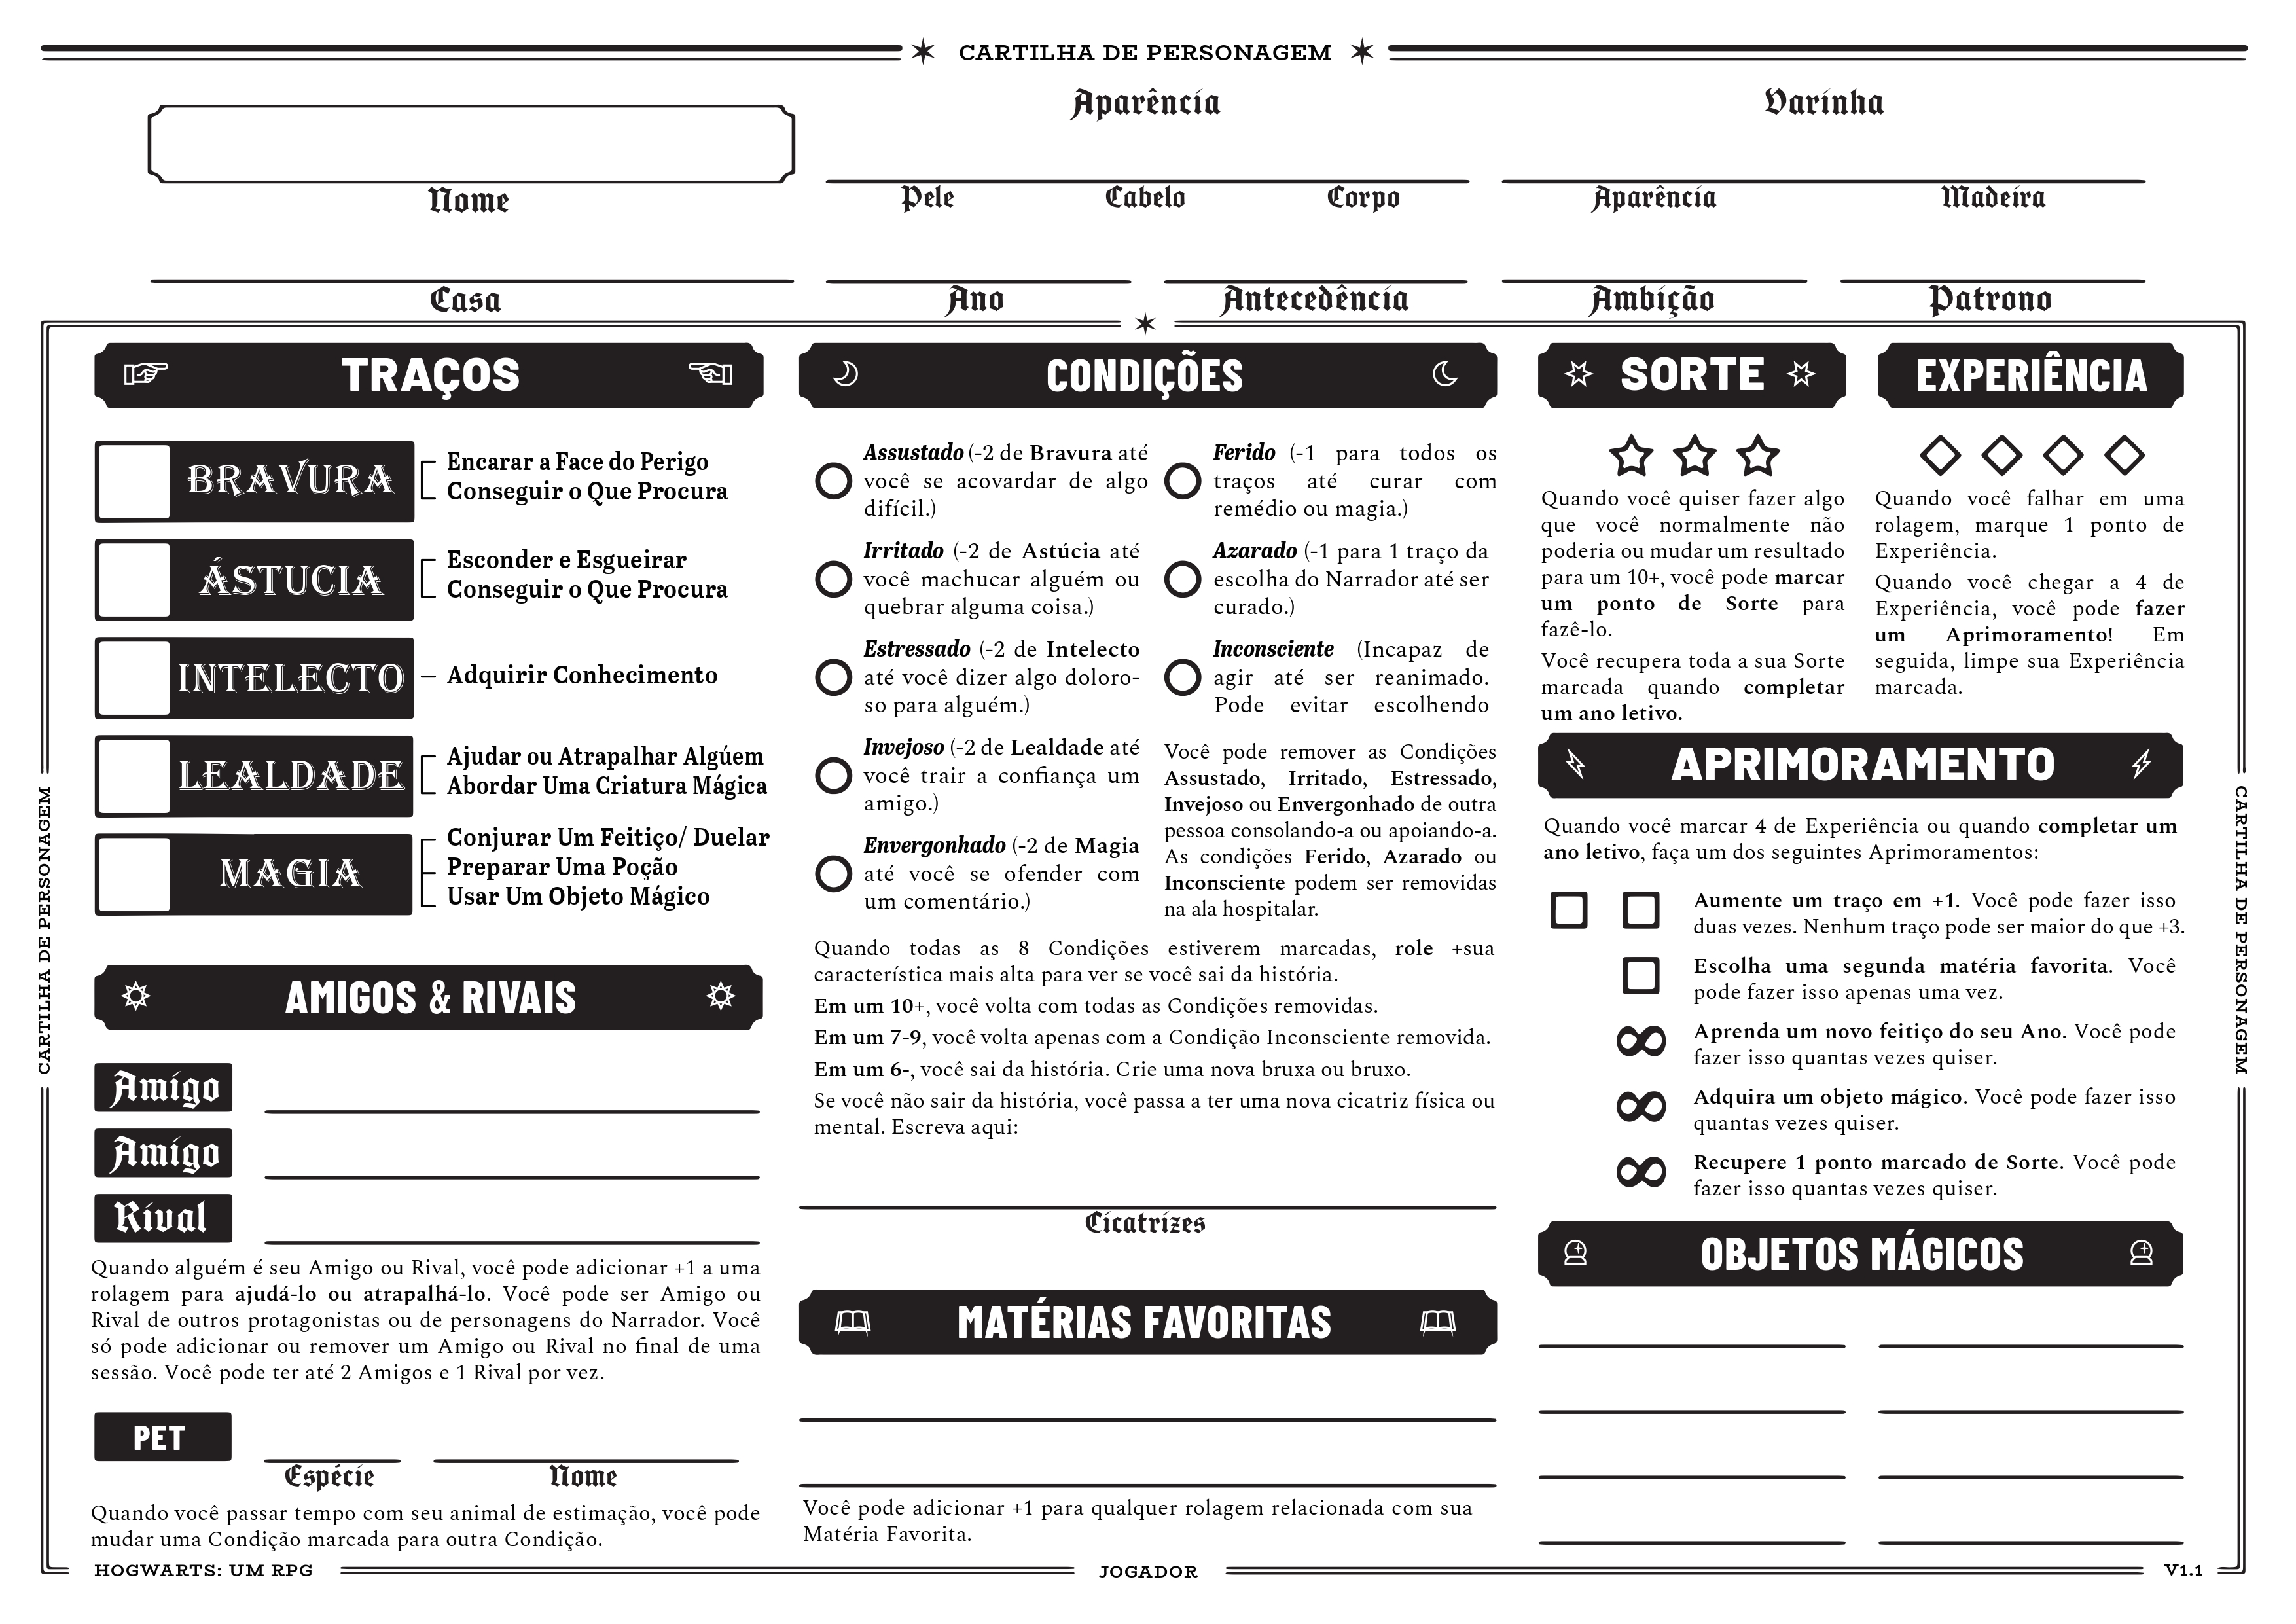 CARTILHA DE PERSONAGEM
Nome
Aparência
Pele Cabelo Corpo
Varinha
Aparência Madeira
Casa
Ano
Antecedência
Ambição
Patrono
TRAÇOS
BRAVURA
Encarar a Face do Perigo
Conseguir o Que Procura
ÁSTUCIA
Esconder e Esgueirar
Conseguir o Que Procura
INTELECTO
Adquirir Conhecimento
LEALDADE
Ajudar ou Atrapalhar Algúem
Abordar Uma Criatura Mágica
MAGIA
Conjurar Um Feitiço/ Duelar
Preparar Uma Poção
Usar Um Objeto Mágico
AMIGOS & RIVAIS
Amigo
Amigo
Rival
Quando alguém é seu Amigo ou Rival, você pode adicionar +1 a uma
rolagem para ajudá-lo ou atrapalhá-lo. Você pode ser Amigo ou
Rival de outros protagonistas ou de personagens do Narrador. Você
só pode adicionar ou remover um Amigo ou Rival no final de uma
sessão. Você pode ter até 2 Amigos e 1 Rival por vez.
PET
Espécie Nome
Quando você passar tempo com seu animal de estimação, você pode
mudar uma Condição marcada para outra Condição.
CONDIÇÕES
Assustado (-2 de Bravura até
você se acovardar de algo
difícil.)
Irritado (-2 de Astúcia até
você machucar alguém ou
quebrar alguma coisa.)
Estressado (-2 de Intelecto
até você dizer algo doloro-
so para alguém.)
Invejoso (-2 de Lealdade até
você trair a confiança um
amigo.)
Envergonhado (-2 de Magia
até você se ofender com
um comentário.)
Ferido (-1 para todos os
traços até curar com
remédio ou magia.)
Azarado (-1 para 1 traço da
escolha do Narrador até ser
curado.)
Inconsciente (Incapaz de
agir até ser reanimado.
Pode evitar escolhendo
Você pode remover as Condições
Assustado, Irritado, Estressado,
Invejoso ou Envergonhado de outra
pessoa consolando-a ou apoiando-a.
As condições Ferido, Azarado ou
Inconsciente podem ser removidas
na ala hospitalar.
Quando todas as 8 Condições estiverem marcadas, role +sua
característica mais alta para ver se você sai da história.
Em um 10+, você volta com todas as Condições removidas.
Em um 7-9, você volta apenas com a Condição Inconsciente removida.
Em um 6-, você sai da história. Crie uma nova bruxa ou bruxo.
Se você não sair da história, você passa a ter uma nova cicatriz física ou
mental. Escreva aqui:
Cicatrizes
MATÉRIAS FAVORITAS
Você pode adicionar +1 para qualquer rolagem relacionada com sua
Matéria Favorita.
SORTE
Quando você quiser fazer algo
que você normalmente não
poderia ou mudar um resultado
para um 10+, você pode marcar
um ponto de Sorte para
fazê-lo.
Você recupera toda a sua Sorte
marcada quando completar
um ano letivo.
EXPERIÊNCIA
Quando você falhar em uma
rolagem, marque 1 ponto de
Experiência.
Quando você chegar a 4 de
Experiência, você pode fazer
um Aprimoramento! Em
seguida, limpe sua Experiência
marcada.
APRIMORAMENTO
Quando você marcar 4 de Experiência ou quando completar um
ano letivo, faça um dos seguintes Aprimoramentos:
Aumente um traço em +1. Você pode fazer isso
duas vezes. Nenhum traço pode ser maior do que +3.
Escolha uma segunda matéria favorita. Você
pode fazer isso apenas uma vez.
∞ Aprenda um novo feitiço do seu Ano. Você pode
fazer isso quantas vezes quiser.
∞ Adquira um objeto mágico. Você pode fazer isso
quantas vezes quiser.
∞ Recupere 1 ponto marcado de Sorte. Você pode
fazer isso quantas vezes quiser.
OBJETOS MÁGICOS
CARTILHA DE PERSONAGEM
CARTILHA DE PERSONAGEM
HOGWARTS: UM RPG
JOGADOR
V1.1